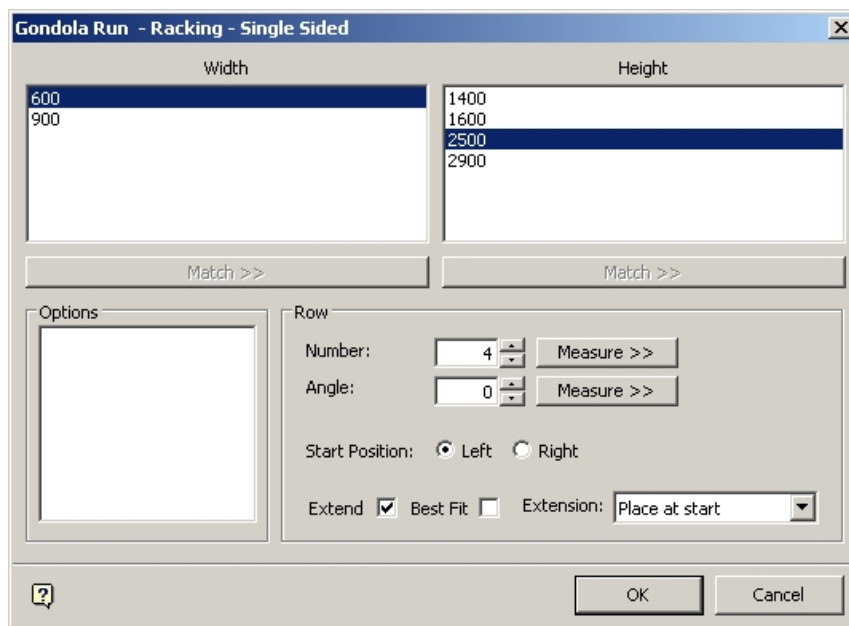 Gondola Run - Racking - Single Sided
Width
Height
600
900
1400
1600
2500
2900
Match >>
Match >>
Options
Row
Number: 4 Measure >>
Angle: 0 Measure >>
Start Position: Left Right
Extend Best Fit Extension: Place at start
OK Cancel